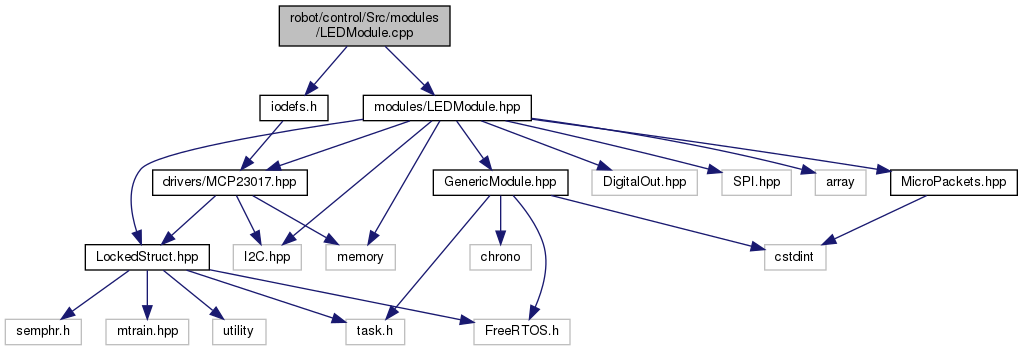 robot/control/Src/modules
/LEDModule.cpp
iodefs.h
modules/LEDModule.hpp
drivers/MCP23017.hpp
GenericModule.hpp
DigitalOut.hpp
SPI.hpp
array
MicroPackets.hpp
LockedStruct.hpp
I2C.hpp
memory
chrono
cstdint
semphr.h
mtrain.hpp
utility
task.h
FreeRTOS.h